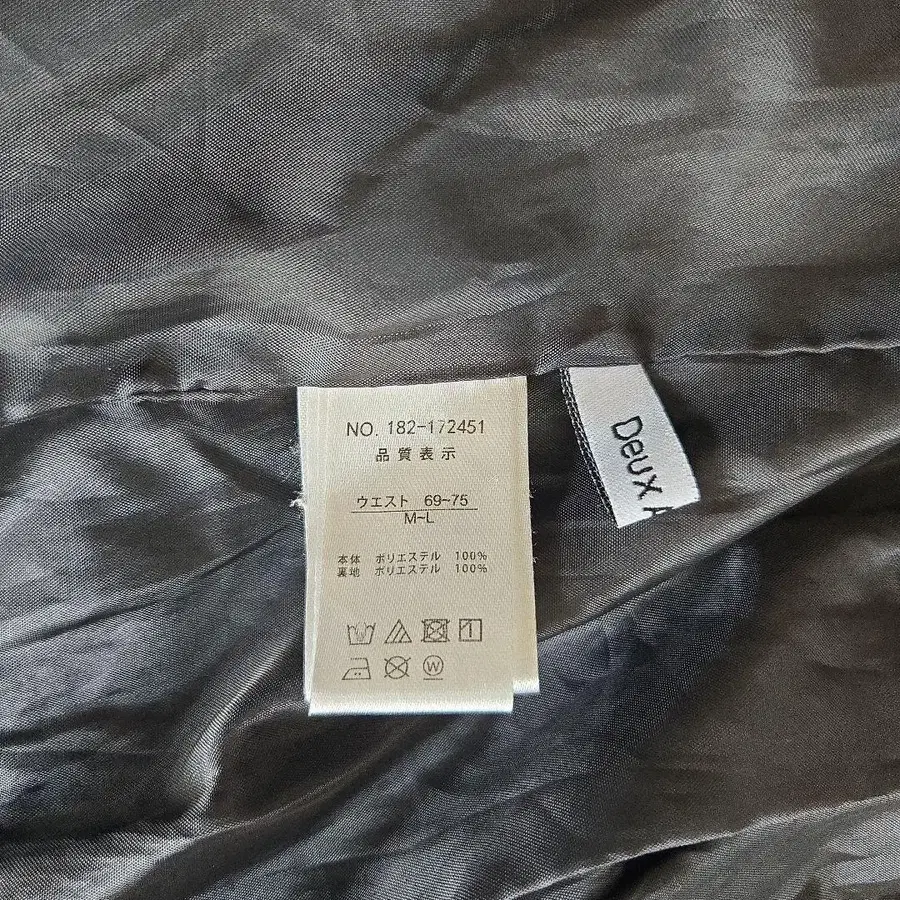 NO. 182-172451
品質表示
ウエスト 69~75
M~L
本体 ポリエステル 100%
裏地 ポリエステル 100%
W
Deux